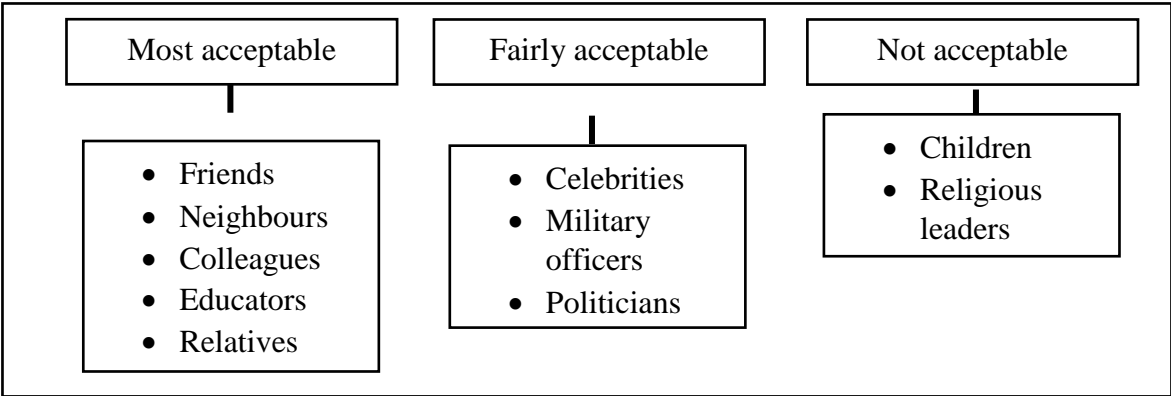 Most acceptable
Fairly acceptable
Not acceptable
• Friends
• Neighbours
• Colleagues
• Educators
• Relatives
• Celebrities
• Military
officers
• Politicians
• Children
• Religious
leaders